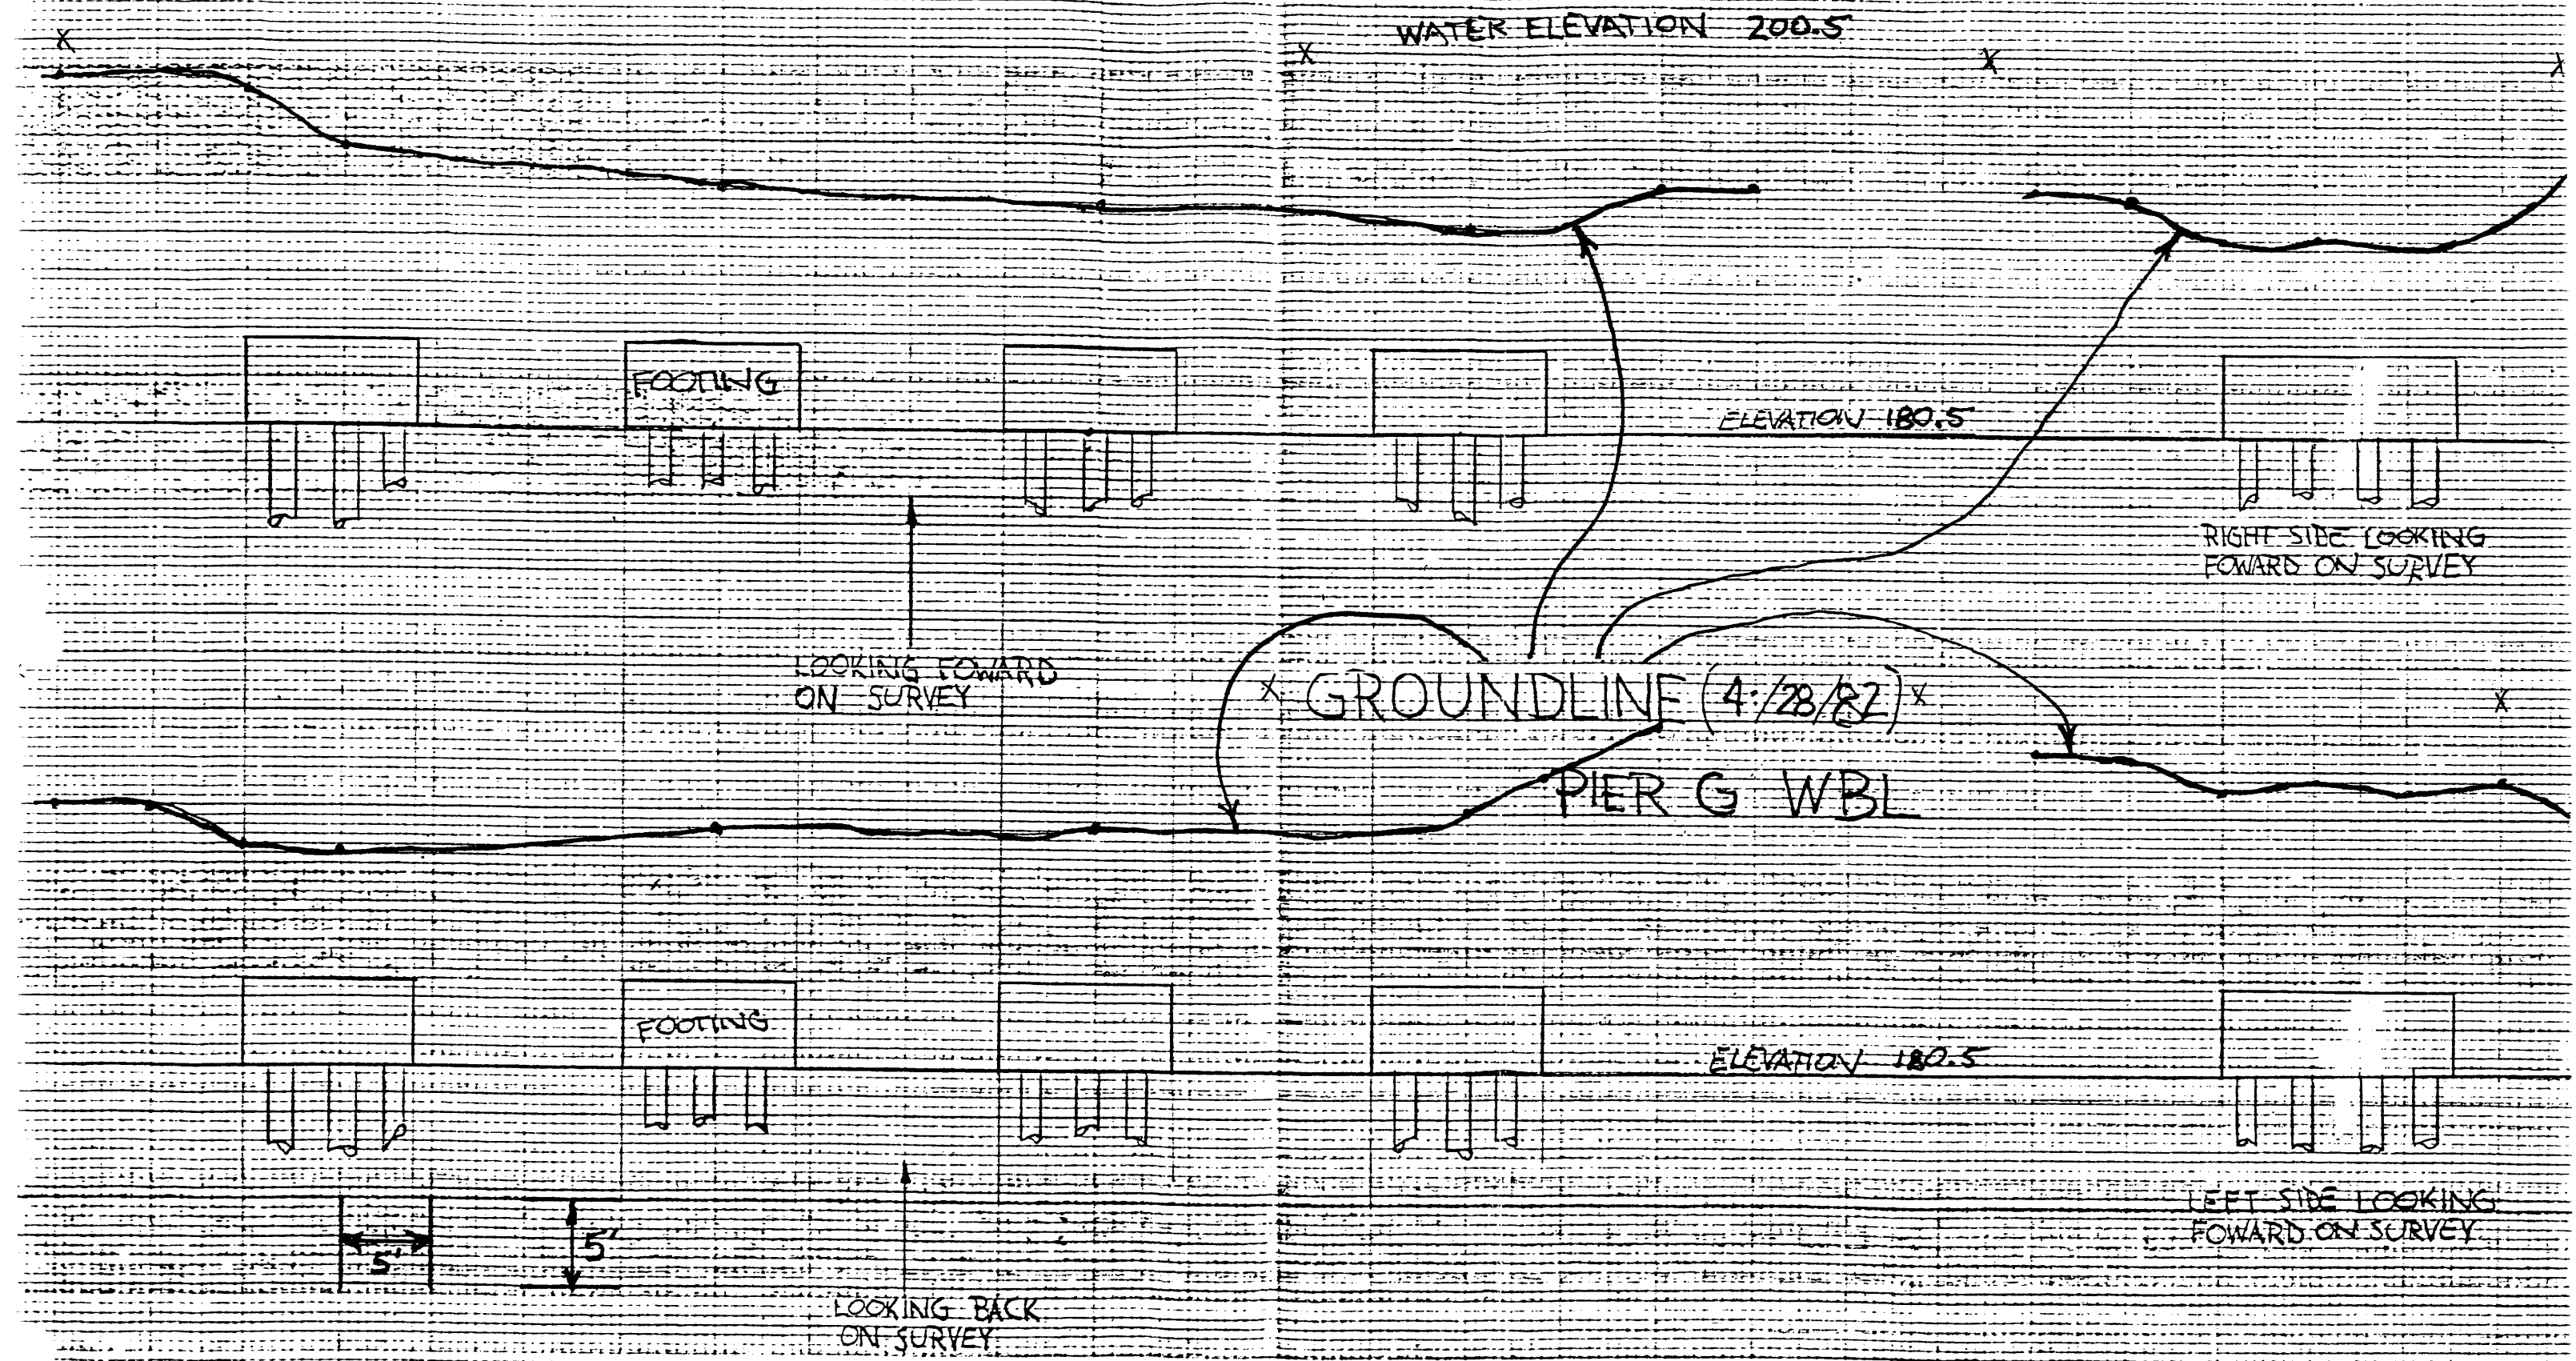 WATER ELEVATION 200.5
FOOTING
ELEVATION 180.5
RIGHT SIDE LOOKING
FOWARD ON SURVEY
LOOKING FOWARD
ON SURVEY
GROUNDLINE (4/28/82)
PIER G WBL
FOOTING
ELEVATION 180.5
LEFT SIDE LOOKING
FOWARD ON SURVEY
5'
5'
LOOKING BACK
ON SURVEY